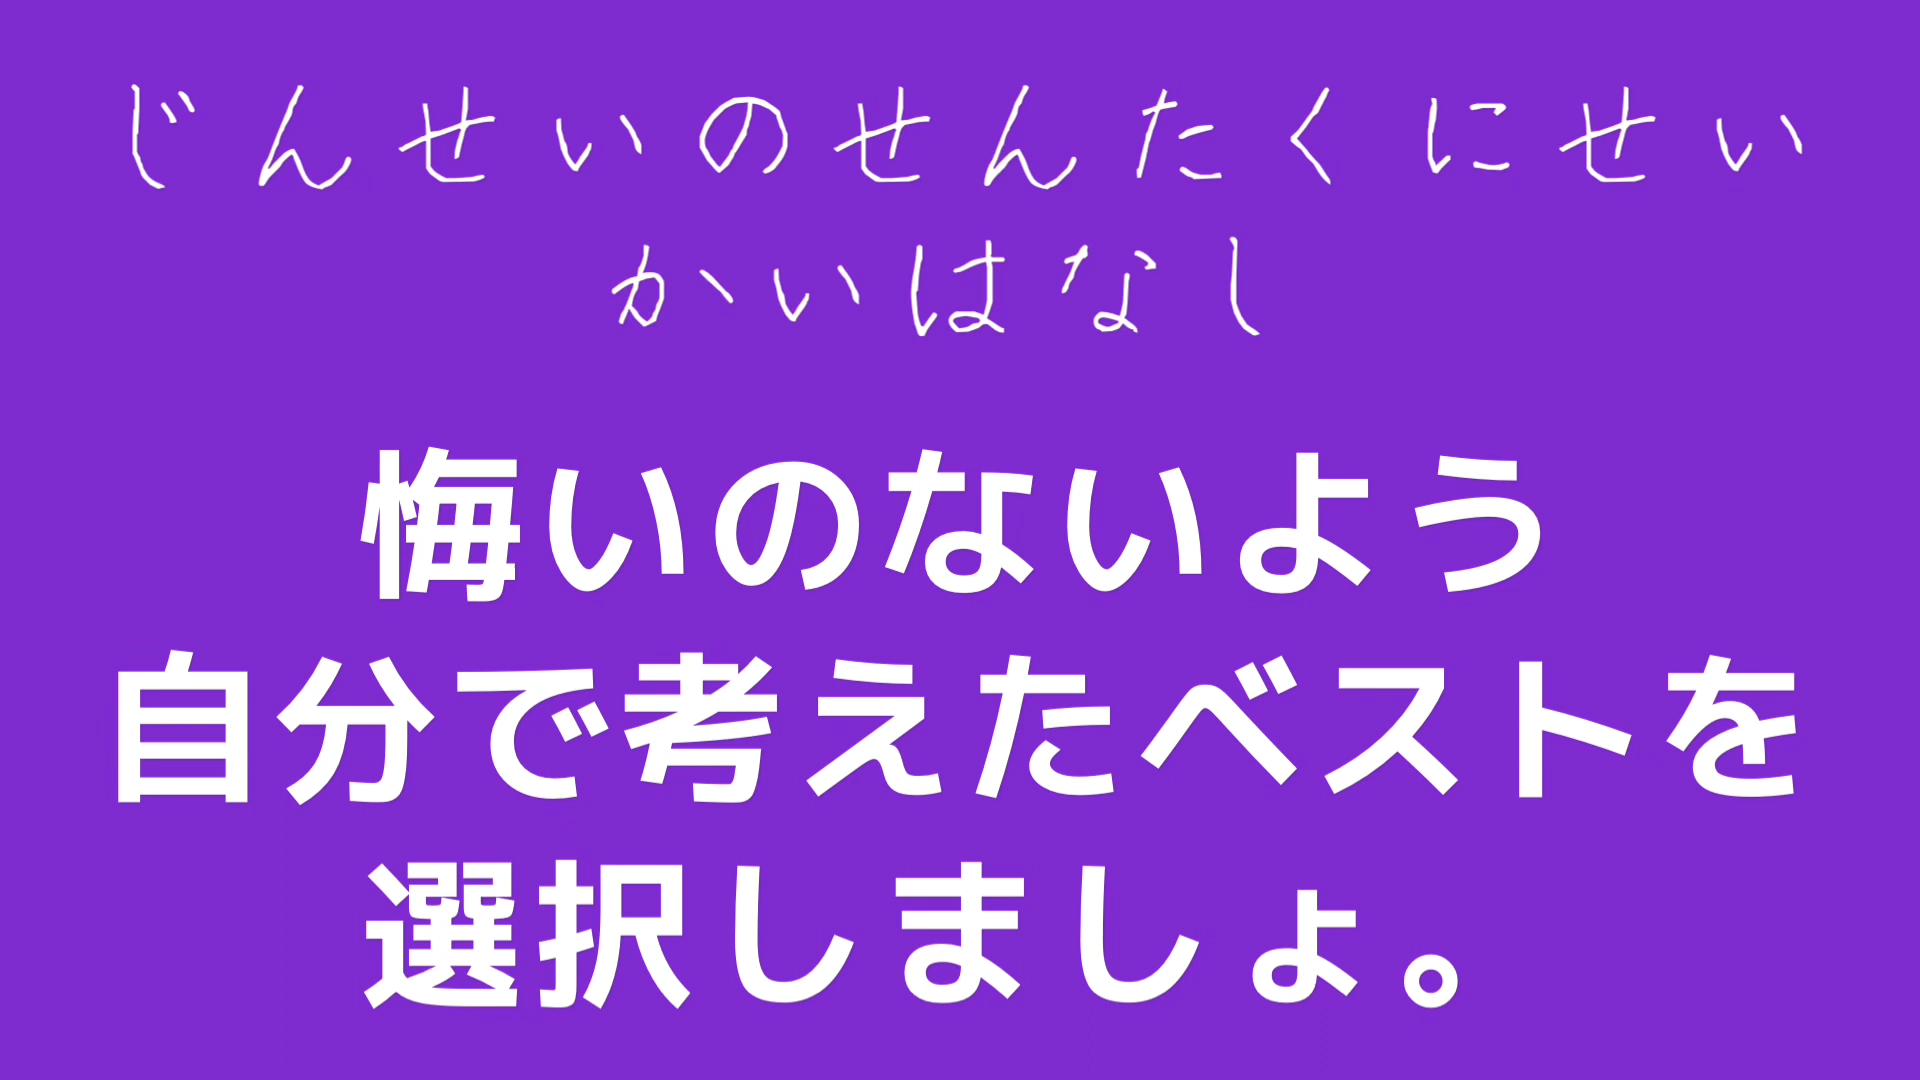 じんせいのせんたくにせい
かいはなし
悔いのないよう
自分で考えたベストを
選択しましょ。